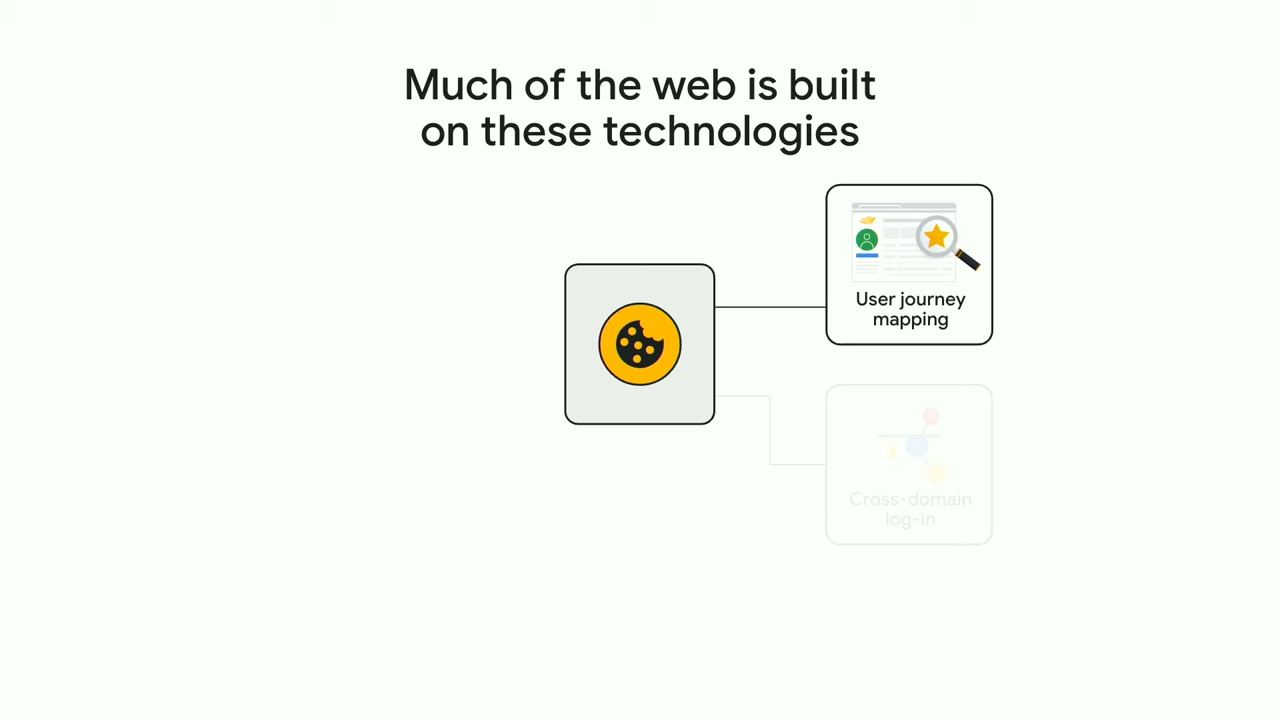 Much of the web is built
on these technologies
User journey
mapping
Cross-domain
log-in